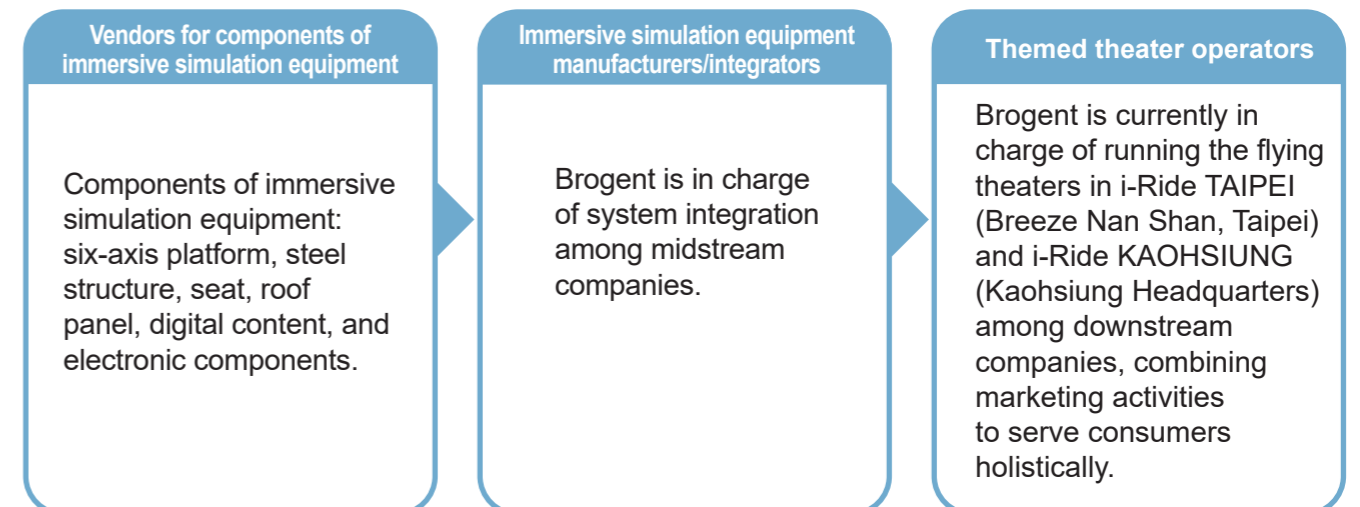 Vendors for components of
immersive simulation equipment
Components of immersive
simulation equipment:
six-axis platform, steel
structure, seat, roof
panel, digital content, and
electronic components.
Immersive simulation equipment
manufacturers/integrators
Brogent is in charge
of system integration
among midstream
companies.
Themed theater operators
Brogent is currently in
charge of running the flying
theaters in i-Ride TAIPEI
(Breeze Nan Shan, Taipei)
and i-Ride KAOHSIUNG
(Kaohsiung Headquarters)
among downstream
companies, combining
marketing activities
to serve consumers
holistically.